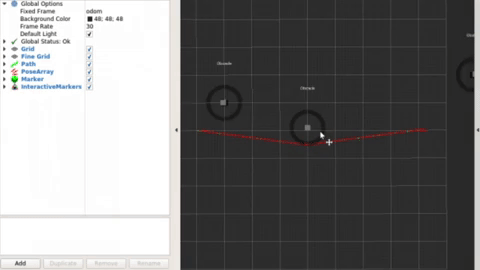 Global Options
Fixed Frame odom
Background Color 48; 48; 48
Frame Rate 30
Default Light
Global Status: Ok
Grid
Fine Grid
Path
PoseArray
Marker
InteractiveMarkers
Obstacle
Obstacle
Add Duplicate Remove Rename